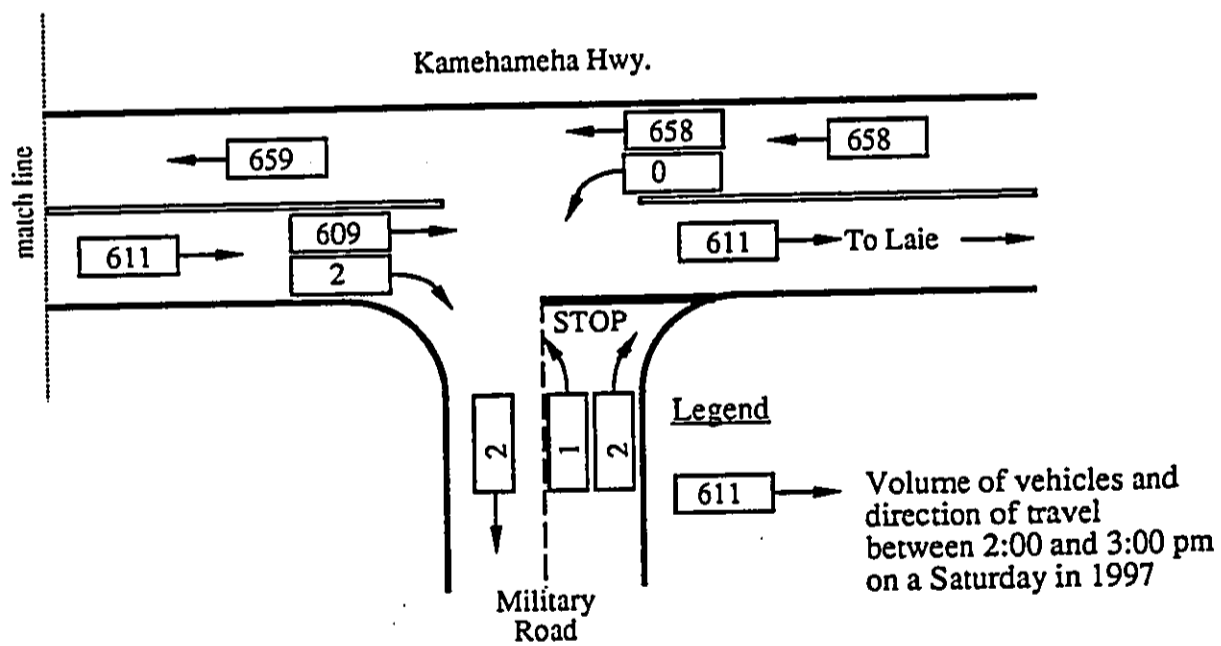 Kamehameha Hwy.
match line
658
658
659
0
609
611
611
To Laie
2
STOP
2
1
2
Legend
611
Volume of vehicles and
direction of travel
between 2:00 and 3:00 pm
on a Saturday in 1997
Military
Road